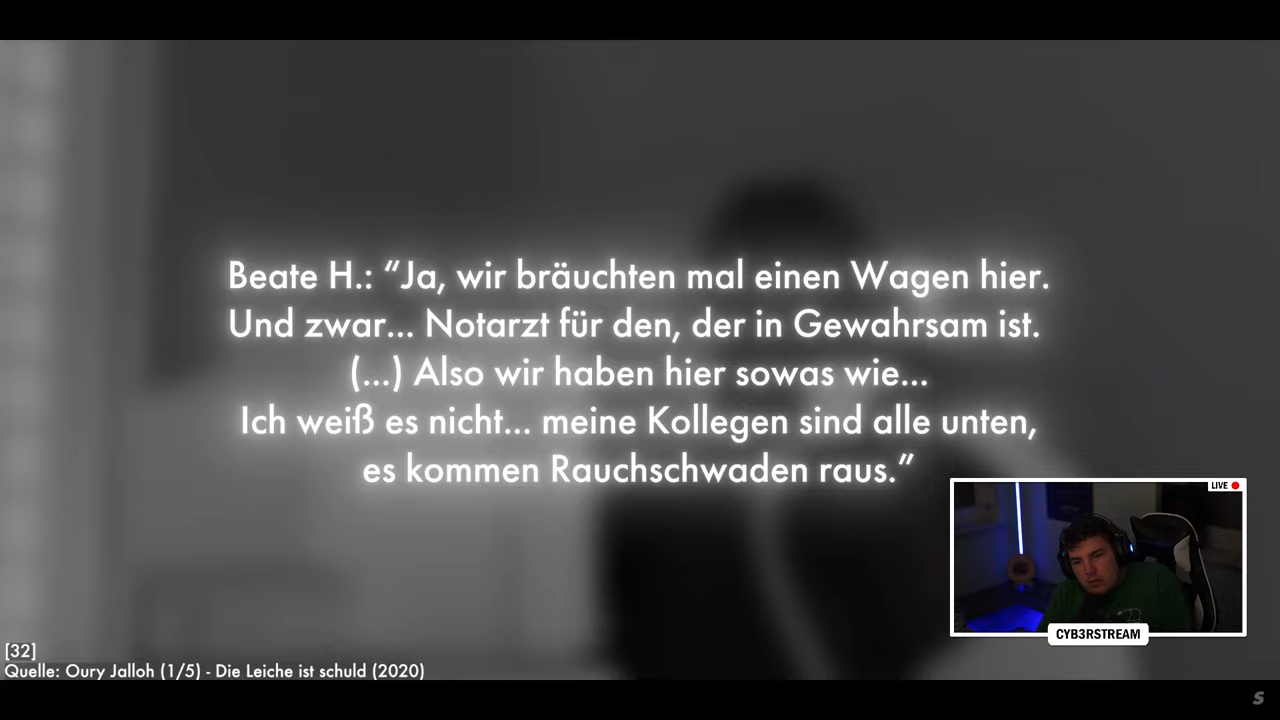 Beate H.: “Ja, wir bräuchten mal einen Wagen hier.
Und zwar... Notarzt für den, der in Gewahrsam ist.
(...) Also wir haben hier sowas wie...
Ich weiß es nicht... meine Kollegen sind alle unten,
es kommen Rauchschwaden raus.”
LIVE
CYB3RSTREAM
[32]
Quelle: Oury Jalloh (1/5) - Die Leiche ist schuld (2020)
S